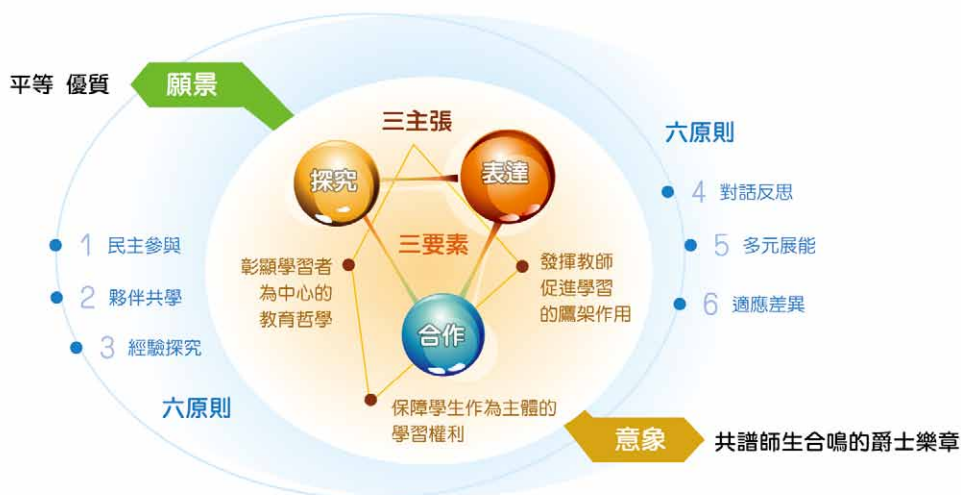 平等 優質
願景
三主張
探究
表達
三要素
合作
彰顯學習者
為中心的
教育哲學
發揮教師
促進學習
的鷹架作用
保障學生作為主體的
學習權利
1 民主參與
2 夥伴共學
3 經驗探究
六原則
六原則
4 對話反思
5 多元展能
6 適應差異
意象
共譜師生合鳴的爵士樂章